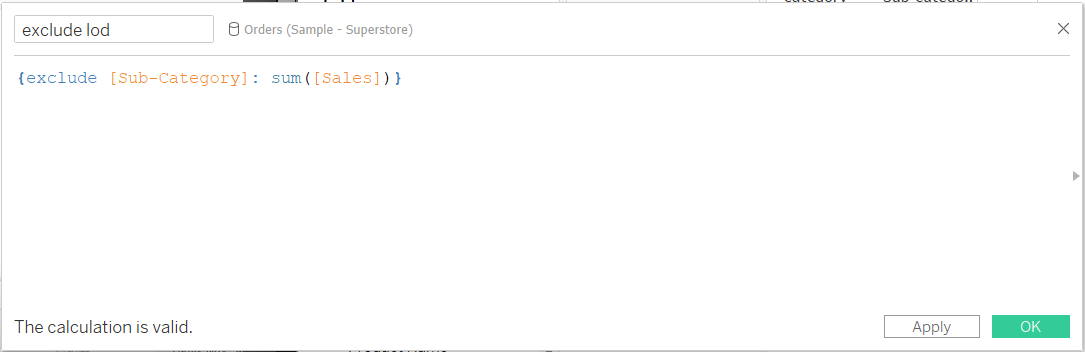 exclude lod
Orders (Sample - Superstore)
{exclude [Sub-Category]: sum([Sales])}
The calculation is valid.
Apply
OK